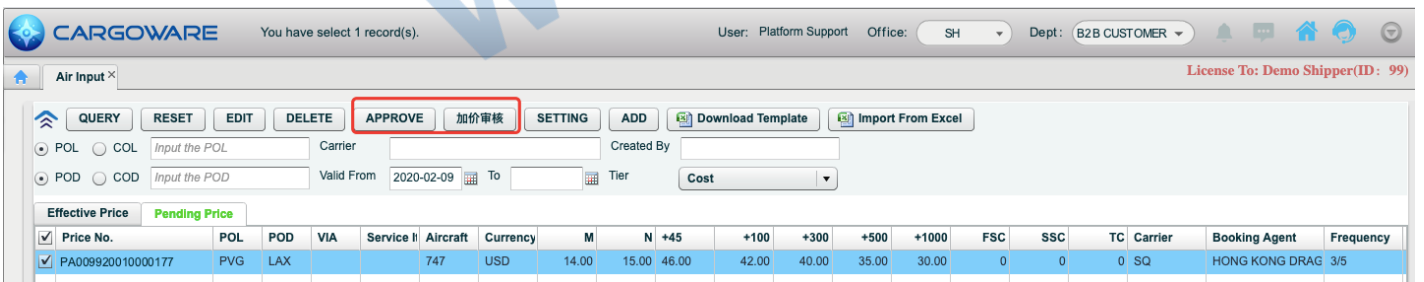 CARGOWARE You have select 1 record(s). User: Platform Support Office: SH Dept: B2B CUSTOMER
Air Input × License To: Demo Shipper(ID: 99)
QUERY RESET EDIT DELETE APPROVE 加价审核 SETTING ADD Download Template Import From Excel
POL COL Input the POL Carrier Created By
POD COD Input the POD Valid From 2020-02-09 To Tier Cost
Effective Price Pending Price
Price No. POL POD VIA Service It Aircraft Currency M N +45 +100 +300 +500 +1000 FSC SSC TC Carrier Booking Agent Frequency
PA009920010000177 PVG LAX 747 USD 14.00 15.00 46.00 42.00 40.00 35.00 30.00 0 0 0 SQ HONG KONG DRAG 3/5